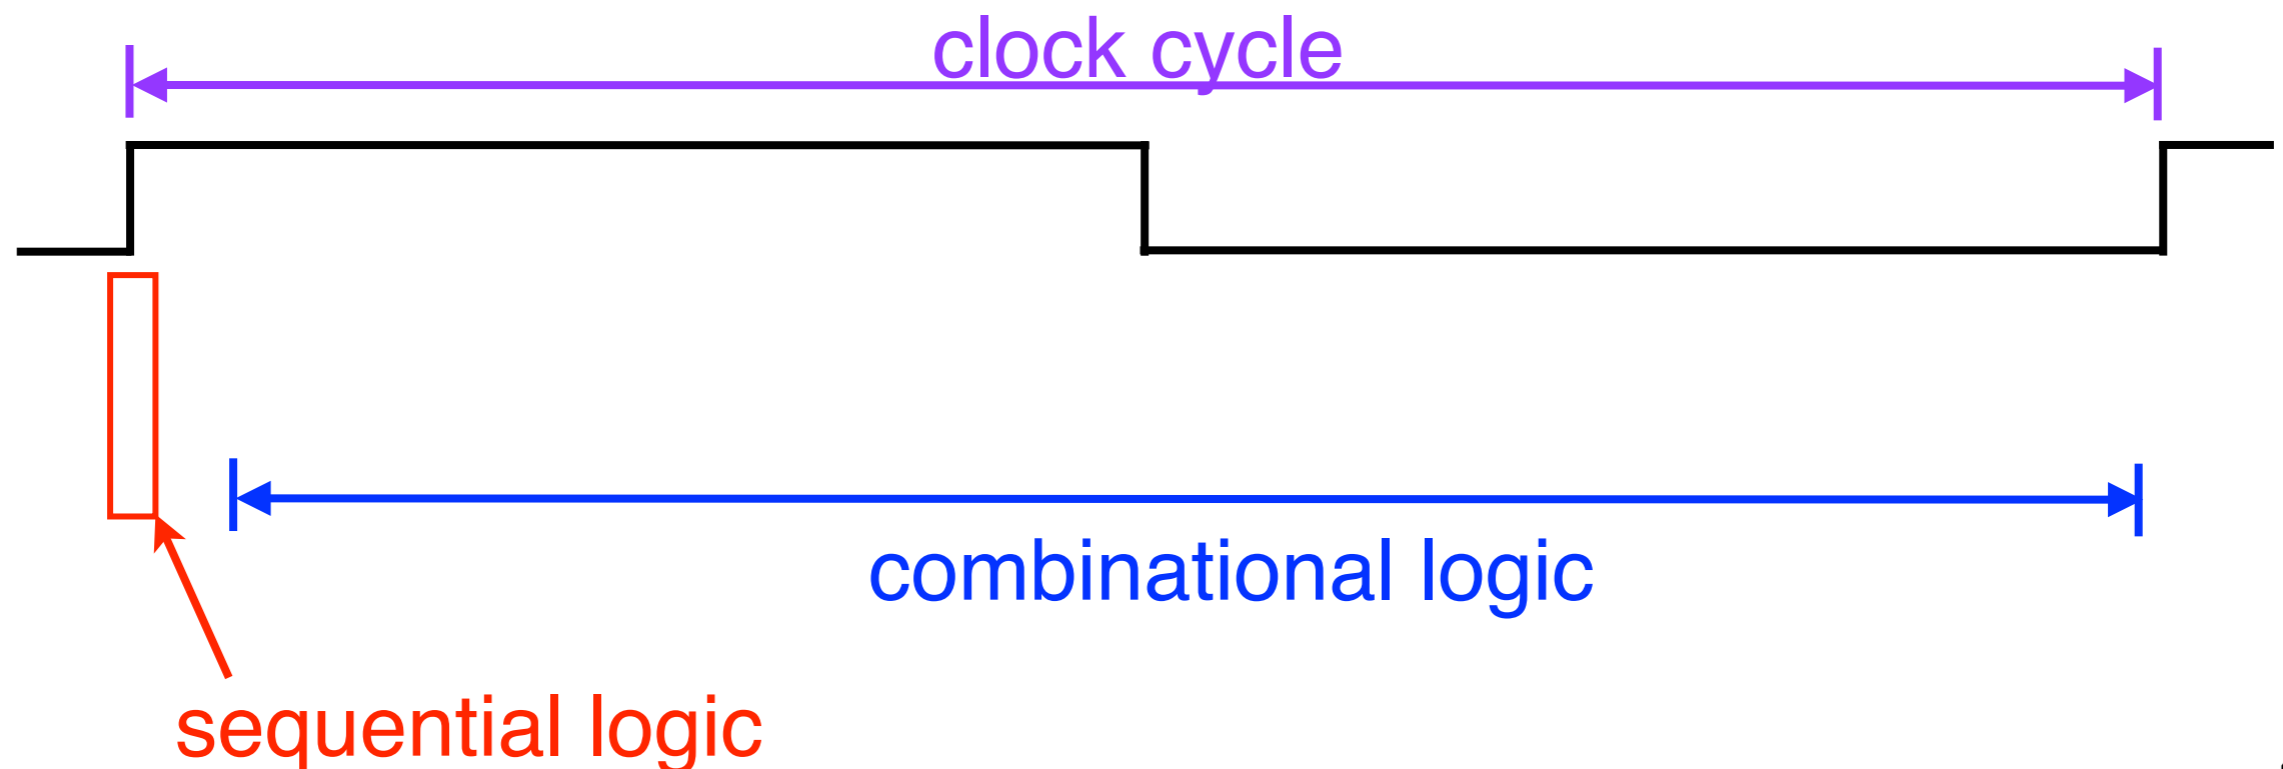 clock cycle
combinational logic
sequential logic